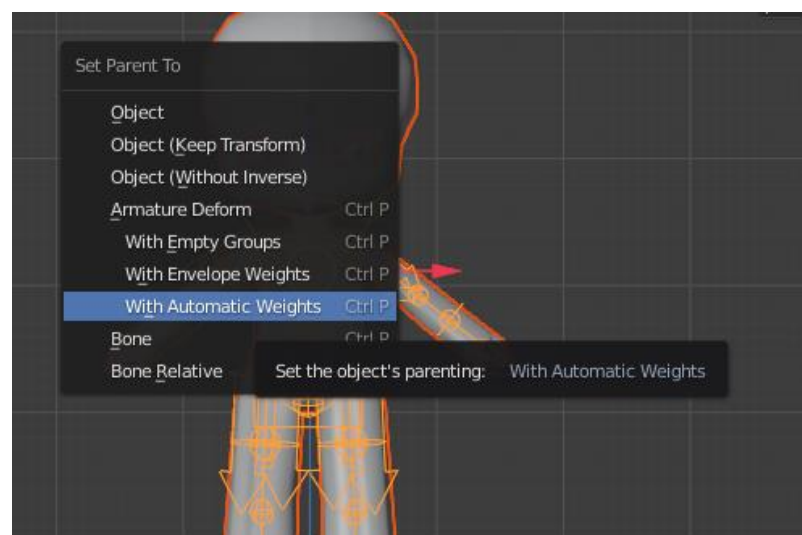 Set Parent To
Object
Object (Keep Transform)
Object (Without Inverse)
Armature Deform Ctrl P
With Empty Groups Ctrl P
With Envelope Weights Ctrl P
With Automatic Weights Ctrl P
Bone Ctrl P
Bone Relative
Set the object's parenting: With Automatic Weights